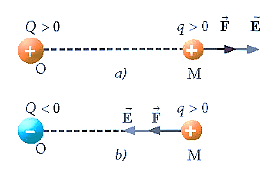 Q > 0 q > 0 F⃗ E⃗
+ +
O a) M
Q < 0 E⃗ F⃗ q > 0
− +
O b) M